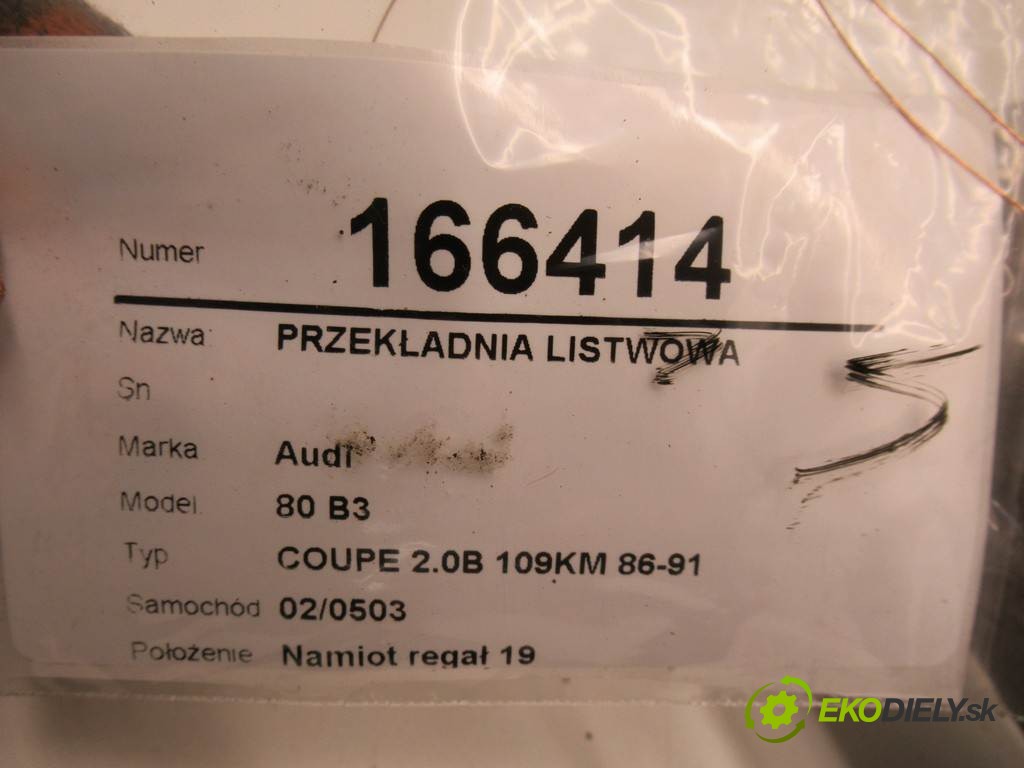 Numer 166414
Nazwa: PRZEKŁADNIA LISTWOWA
Sn
Marka Audi
Model 80 B3
Typ COUPE 2.0B 109KM 86-91
Samochód 02/0503
Położenie Namiot regał 19
EKODIELY.sk